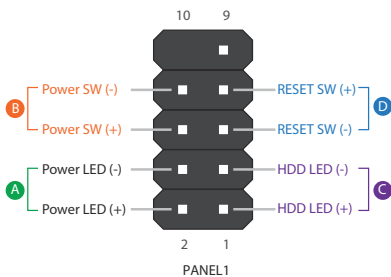 10 9
Power SW (-) RESET SW (+)
B D
Power SW (+) RESET SW (-)
Power LED (-) HDD LED (-)
A C
Power LED (+) HDD LED (+)
2 1
PANEL1